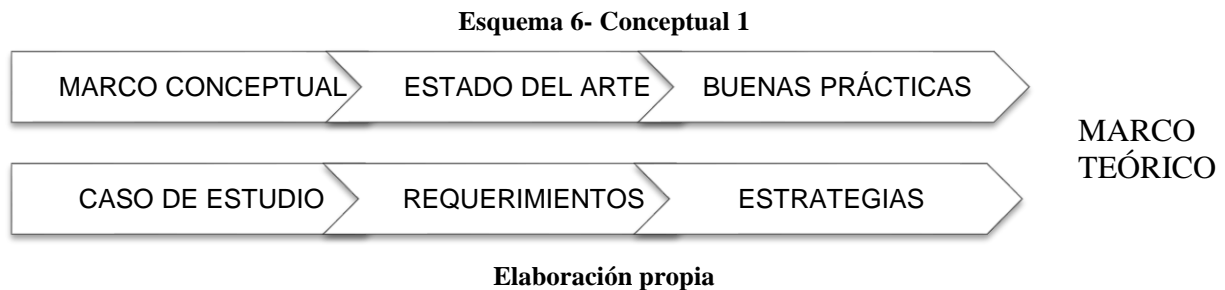 Esquema 6- Conceptual 1
MARCO CONCEPTUAL
ESTADO DEL ARTE
BUENAS PRÁCTICAS
MARCO
TEÓRICO
CASO DE ESTUDIO
REQUERIMIENTOS
ESTRATEGIAS
Elaboración propia